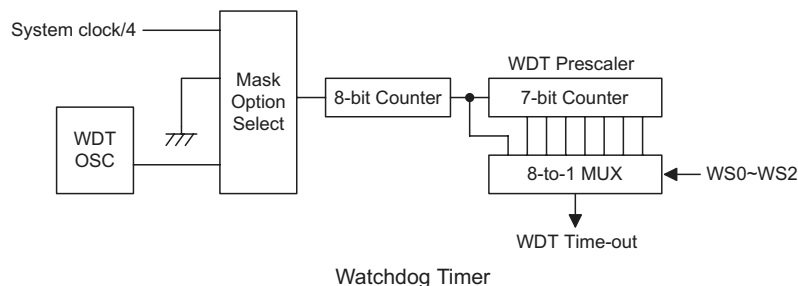 System clock/4
Mask
Option
Select
WDT
OSC
8-bit Counter
WDT Prescaler
7-bit Counter
8-to-1 MUX
WS0~WS2
WDT Time-out
Watchdog Timer